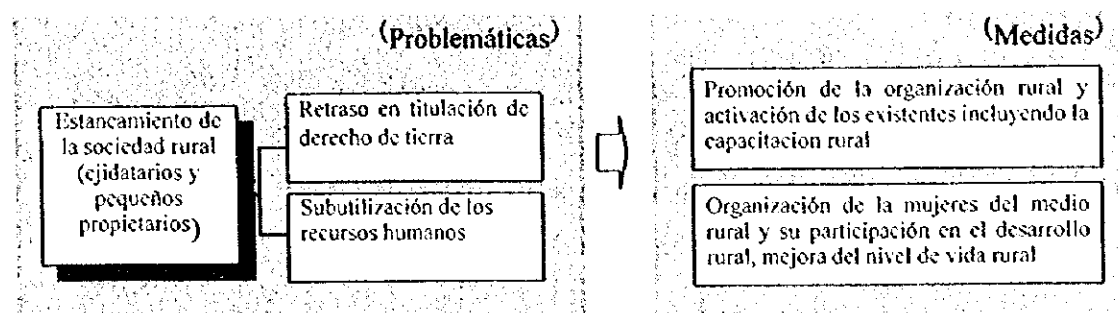 (Problemáticas)
Estancamiento de
la sociedad rural
(ejidatarios y
pequeños
propietarios)
Retraso en titulación de
derecho de tierra
Subutilización de los
recursos humanos
(Medidas)
Promoción de la organización rural y
activación de los existentes incluyendo la
capacitacion rural
Organización de la mujeres del medio
rural y su participación en el desarrollo
rural, mejora del nivel de vida rural